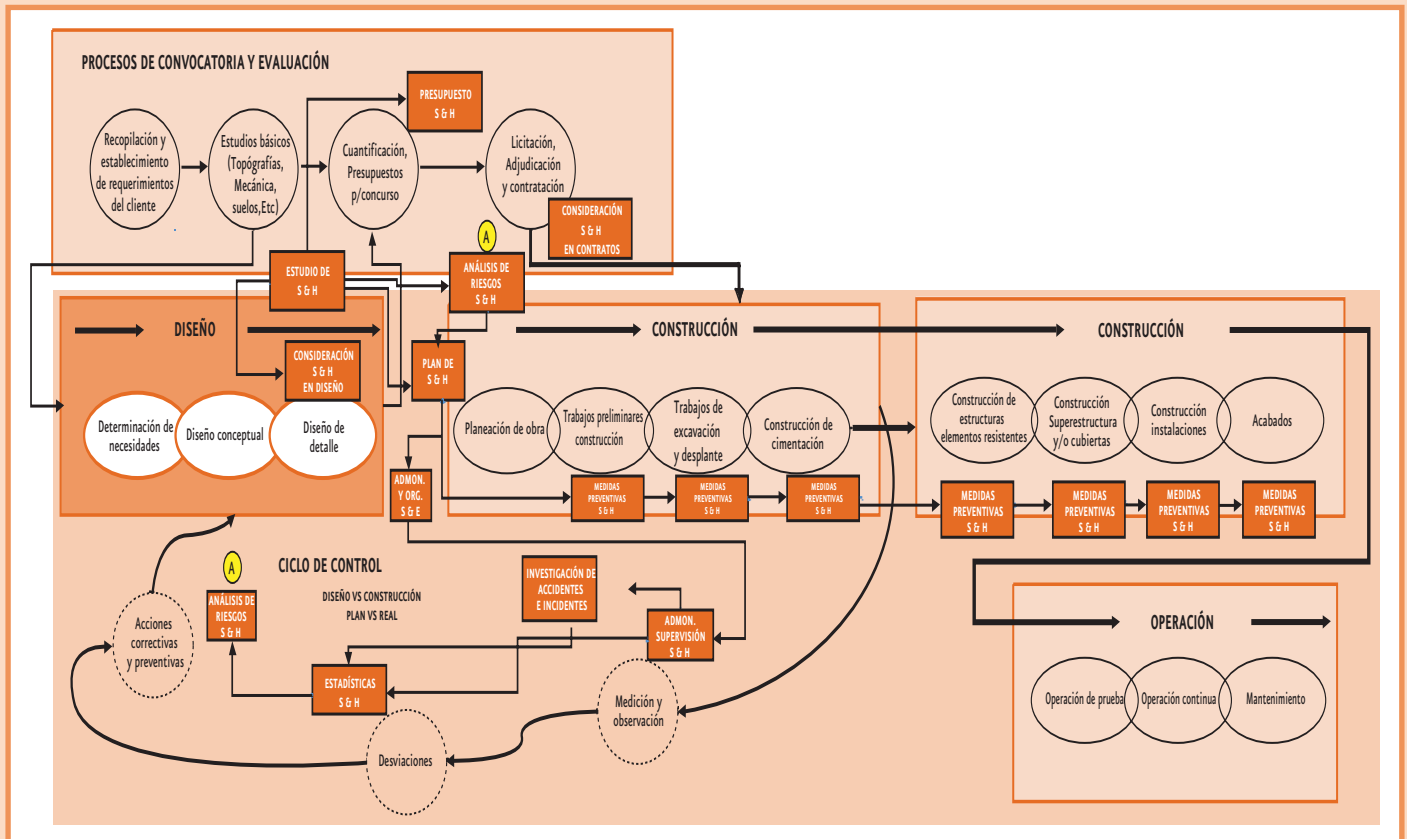 PROCESOS DE CONVOCATORIA Y EVALUACIÓN
PRESUPUESTO
S & H
Recopilación y
establecimiento
de requerimientos
del cliente
Estudios básicos
(Topógrafías,
Mecánica,
suelos,Etc)
Cuantificación,
Presupuestos
p/concurso
Licitación,
Adjudicación
y contratación
CONSIDERACIÓN
S & H
EN CONTRATOS
A
ESTUDIO DE
S & H
ANÁLISIS DE
RIESGOS
S & H
DISEÑO
CONSIDERACIÓN
S & H
EN DISEÑO
PLAN DE
S & H
Determinación de
necesidades
Diseño conceptual
Diseño de
detalle
CONSTRUCCIÓN
Planeación de obra
Trabajos preliminares
construcción
Trabajos de
excavación
y desplante
Construcción de
cimentación
ADMON.
Y ORG.
S & E
MEDIDAS
PREVENTIVAS
S & H
MEDIDAS
PREVENTIVAS
S & H
MEDIDAS
PREVENTIVAS
S & H
CONSTRUCCIÓN
Construcción de
estructuras
elementos resistentes
Construcción
Superestructura
y/o cubiertas
Construcción
instalaciones
Acabados
MEDIDAS
PREVENTIVAS
S & H
MEDIDAS
PREVENTIVAS
S & H
MEDIDAS
PREVENTIVAS
S & H
MEDIDAS
PREVENTIVAS
S & H
CICLO DE CONTROL
DISEÑO VS CONSTRUCCIÓN
PLAN VS REAL
A
ANÁLISIS DE
RIESGOS
S & H
INVESTIGACIÓN DE
ACCIDENTES
E INCIDENTES
ADMON.
SUPERVISIÓN
S & H
Acciones
correctivas
y preventivas
ESTADÍSTICAS
S & H
Medición y
observación
Desviaciones
OPERACIÓN
Operación de prueba
Operación continua
Mantenimiento